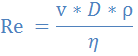 Re = v * D * ρ / η